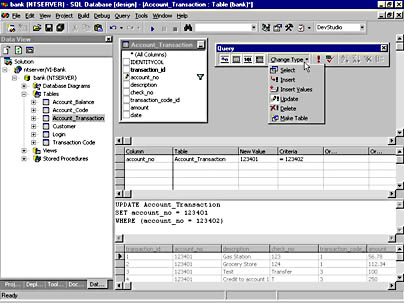 bank (NTSERVER) - SQL Database [design] - [Account_Transaction : Table (bank)*]
File Edit View Project Build Debug Query Tools Window Help
DevStudio
Data View
Solution
ntserver/VI-Bank
bank (NTSERVER)
Database Diagrams
Tables
Account_Balance
Account_Code
Account_Transaction
Customer
Login
Transaction Code
Views
Stored Procedures
Account_Transaction
* (All Columns)
IDENTITYCOL
transaction_id
account_no
description
check_no
transaction_code_id
amount
date
Query
Change Type
Select
Insert
Insert Values
Update
Delete
Make Table
Column Table New Value Criteria Or... Or...
account_no Account_Transaction 123401 = 123402
UPDATE Account_Transaction
SET account_no = 123401
WHERE (account_no = 123402)
transaction_id account_no description check_no transaction_code_ amount
1 123401 Gas Station 123 1 56.78
2 123401 Grocery Store 124 1 112.34
3 123401 Test Transfer 3 100
4 123401 Credit to account 1 T 3 100
Proj... Deplo... Tool... Doc... Dat...
Ready